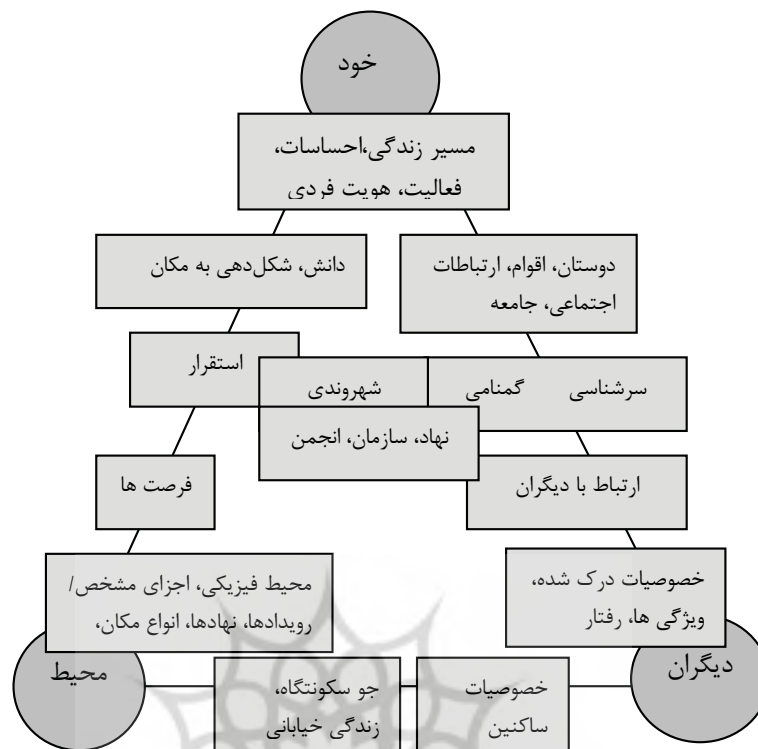 خود
مسیر زندگی،احساسات،
فعالیت، هویت فردی
دوستان، اقوام، ارتباطات
اجتماعی، جامعه
دانش، شکل‌دهی به مکان
سرشناسی گمنامی
شهروندی
استقرار
نهاد، سازمان، انجمن
ارتباط با دیگران
فرصت ها
خصوصیات درک شده،
ویژگی ها، رفتار
محیط فیزیکی، اجزای مشخص/
رویدادها، نهادها، انواع مکان،
دیگران
محیط
خصوصیات
ساکنین
جو سکونتگاه،
زندگی خیابانی